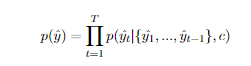 p(ŷ) = ∏_{t=1}^{T} p(ŷ_t|{ŷ_1, ..., ŷ_{t−1}}, c)